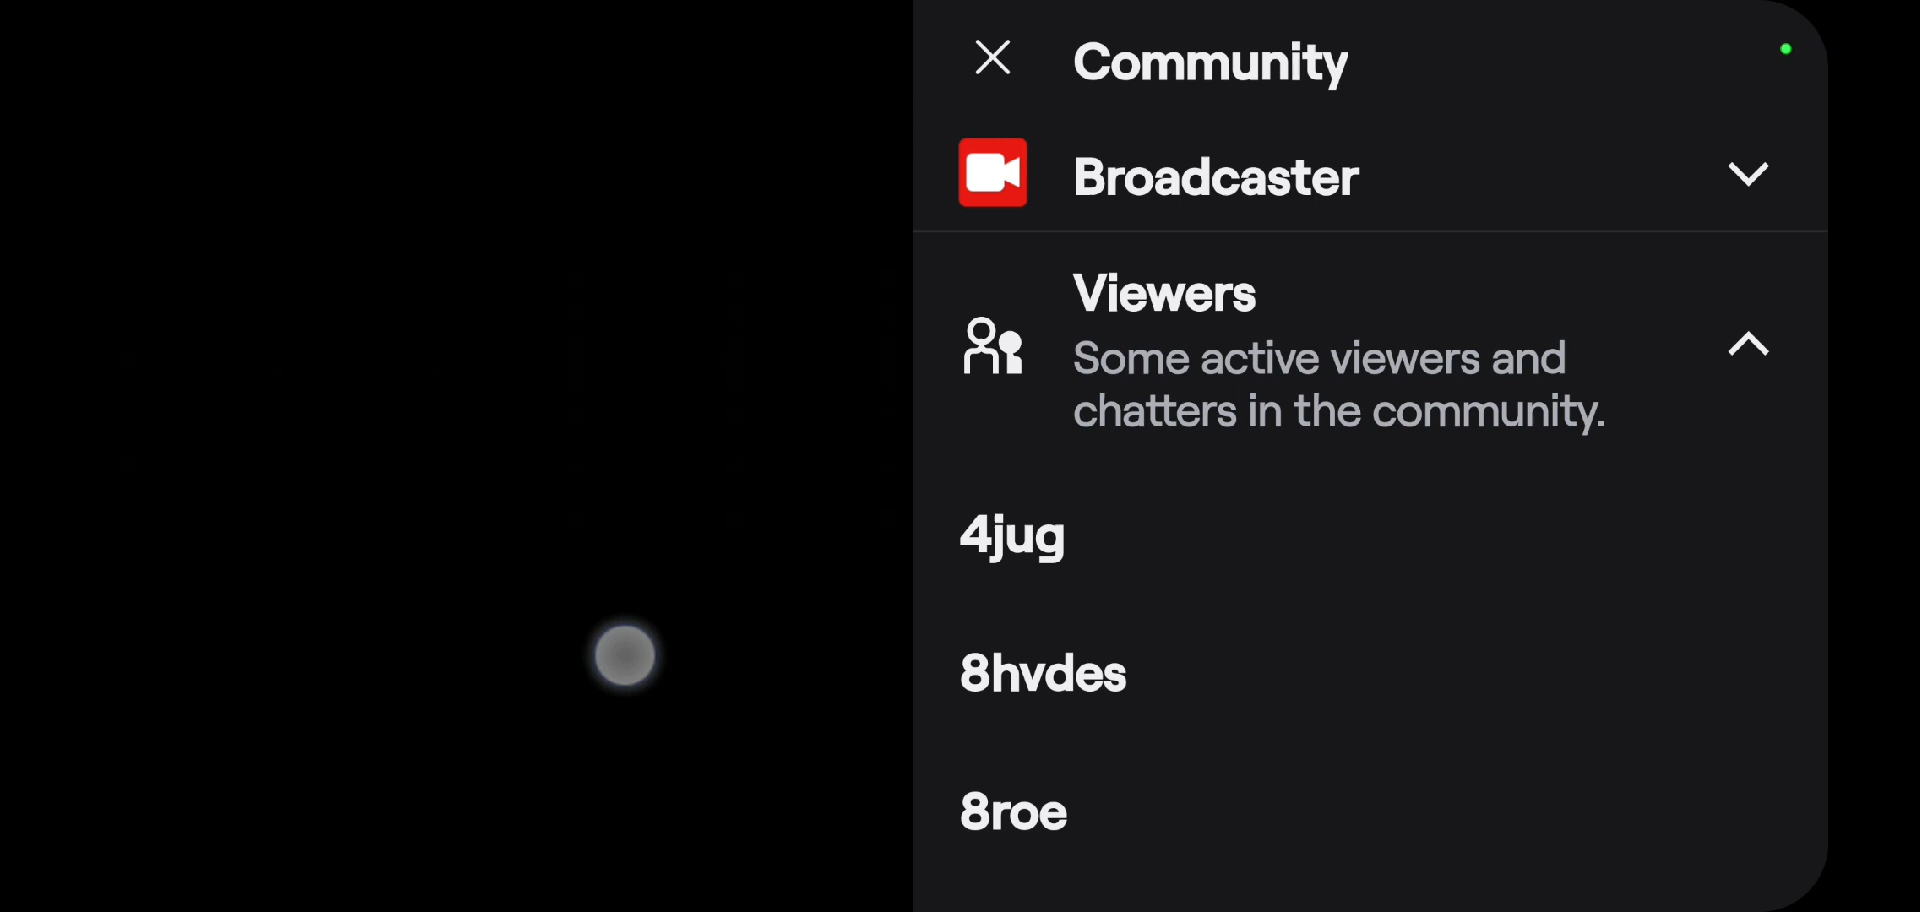 Community
Broadcaster
Viewers
Some active viewers and
chatters in the community.
4jug
8hvdes
8roe